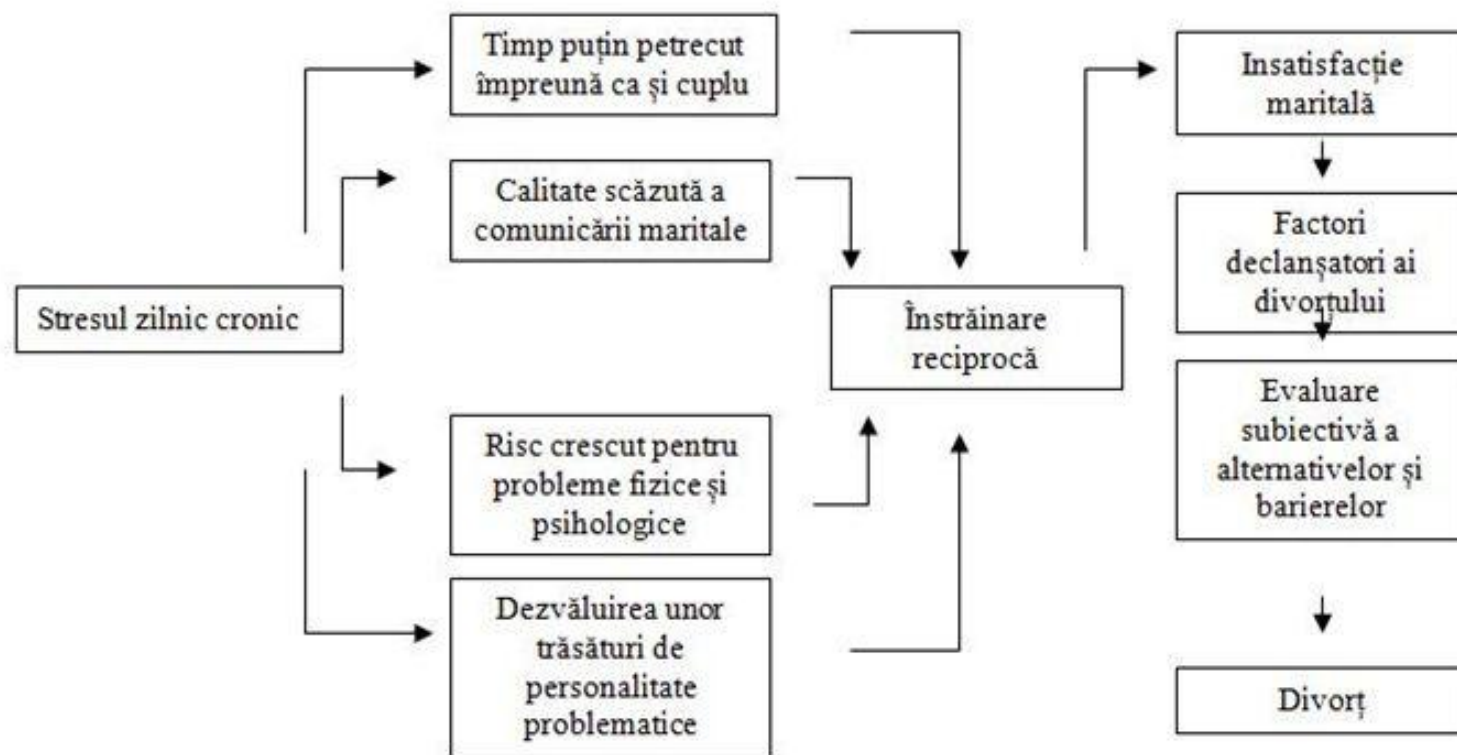 Timp puțin petrecut
împreună ca și cuplu
Calitate scăzută a
comunicării maritale
Stresul zilnic cronic
Risc crescut pentru
probleme fizice și
psihologice
Dezvăluirea unor
trăsături de
personalitate
problematice
Înstrăinare
reciprocă
Insatisfacție
maritală
Factori
declanșatori ai
divorțului
Evaluare
subiectivă a
alternativelor și
barierelor
Divorț